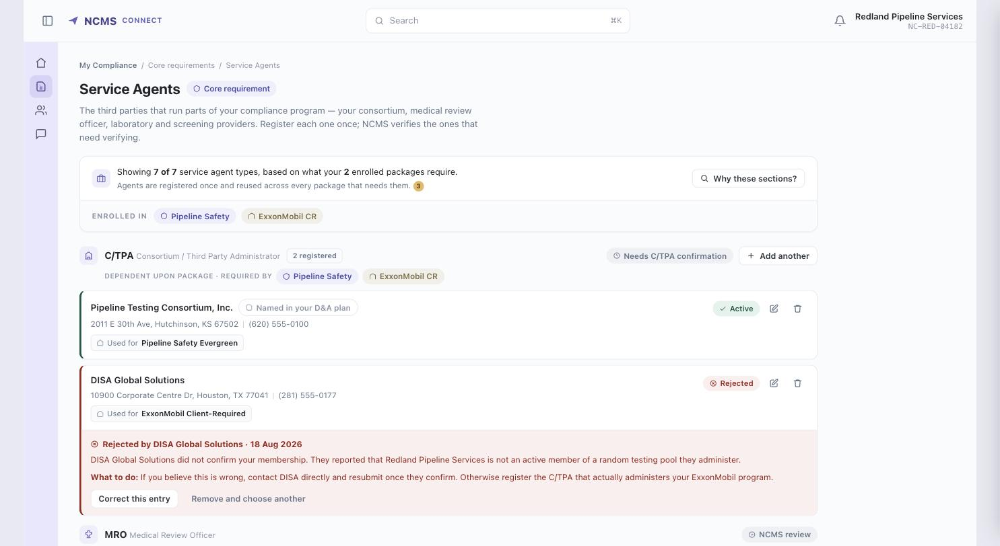 NCMS CONNECT
Search ⌘K
Redland Pipeline Services
NC-RED-04182
My Compliance / Core requirements / Service Agents
Service Agents Core requirement
The third parties that run parts of your compliance program — your consortium, medical review
officer, laboratory and screening providers. Register each one once; NCMS verifies the ones that
need verifying.
Showing 7 of 7 service agent types, based on what your 2 enrolled packages require.
Agents are registered once and reused across every package that needs them. 3
Why these sections?
ENROLLED IN Pipeline Safety ExxonMobil CR
C/TPA Consortium / Third Party Administrator 2 registered Needs C/TPA confirmation + Add another
DEPENDENT UPON PACKAGE · REQUIRED BY Pipeline Safety ExxonMobil CR
Pipeline Testing Consortium, Inc. Named in your D&A plan Active
2011 E 30th Ave, Hutchinson, KS 67502 | (620) 555-0100
Used for Pipeline Safety Evergreen
DISA Global Solutions Rejected
10900 Corporate Centre Dr, Houston, TX 77041 | (281) 555-0177
Used for ExxonMobil Client-Required
Rejected by DISA Global Solutions · 18 Aug 2026
DISA Global Solutions did not confirm your membership. They reported that Redland Pipeline Services is not an active member of a random testing pool they administer.
What to do: If you believe this is wrong, contact DISA directly and resubmit once they confirm. Otherwise register the C/TPA that actually administers your ExxonMobil program.
Correct this entry Remove and choose another
MRO Medical Review Officer NCMS review